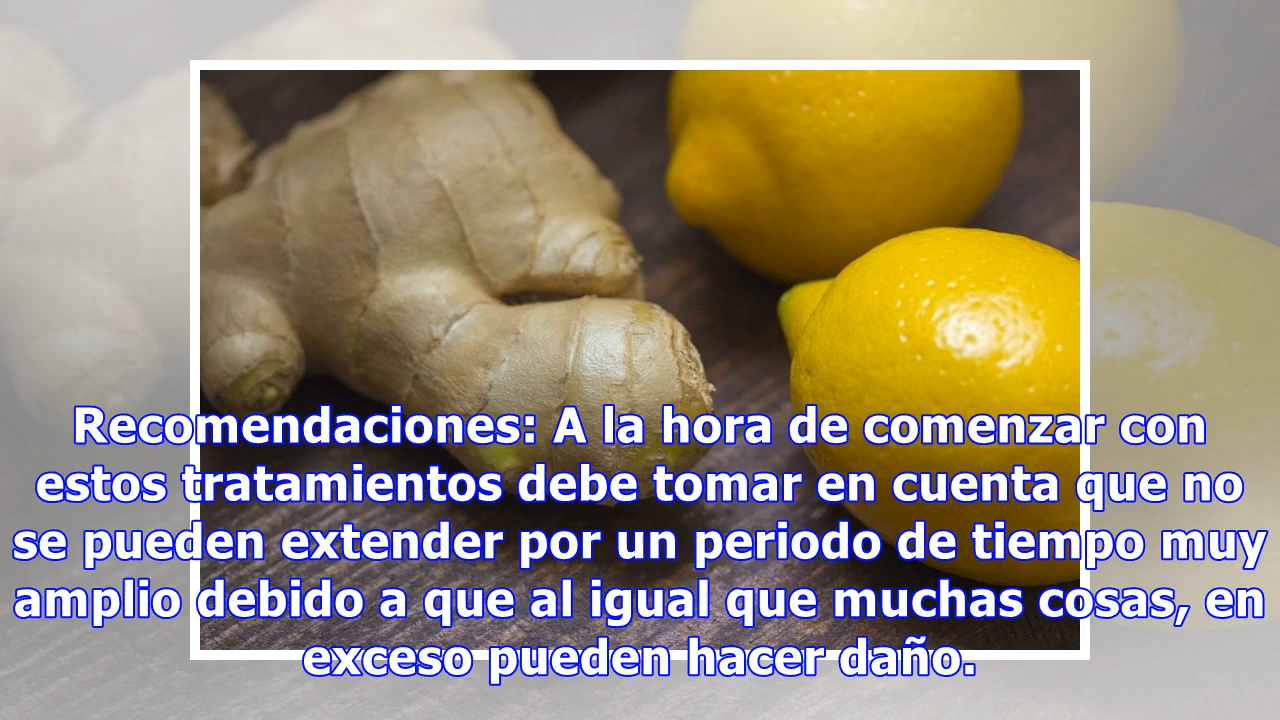 Recomendaciones: A la hora de comenzar con
estos tratamientos debe tomar en cuenta que no
se pueden extender por un periodo de tiempo muy
amplio debido a que al igual que muchas cosas, en
exceso pueden hacer daño.